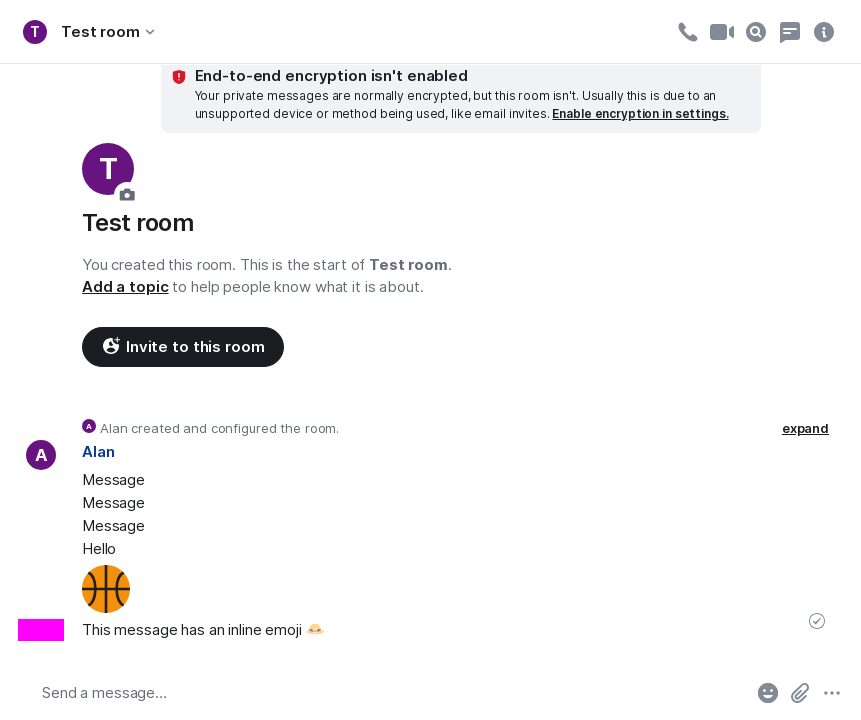 T Test room
End-to-end encryption isn't enabled
Your private messages are normally encrypted, but this room isn't. Usually this is due to an
unsupported device or method being used, like email invites. Enable encryption in settings.
T
Test room
You created this room. This is the start of Test room.
Add a topic to help people know what it is about.
Invite to this room
A Alan created and configured the room. expand
A Alan
Message
Message
Message
Hello
This message has an inline emoji
Send a message…